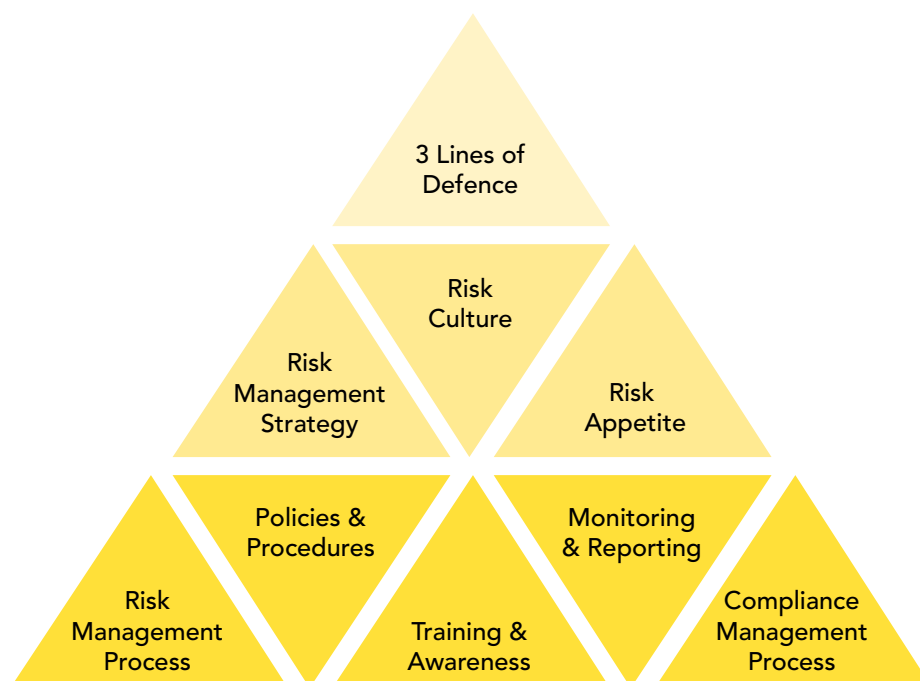 3 Lines of
Defence
Risk
Culture
Risk
Management
Strategy
Risk
Appetite
Policies &
Procedures
Monitoring
& Reporting
Risk
Management
Process
Training &
Awareness
Compliance
Management
Process